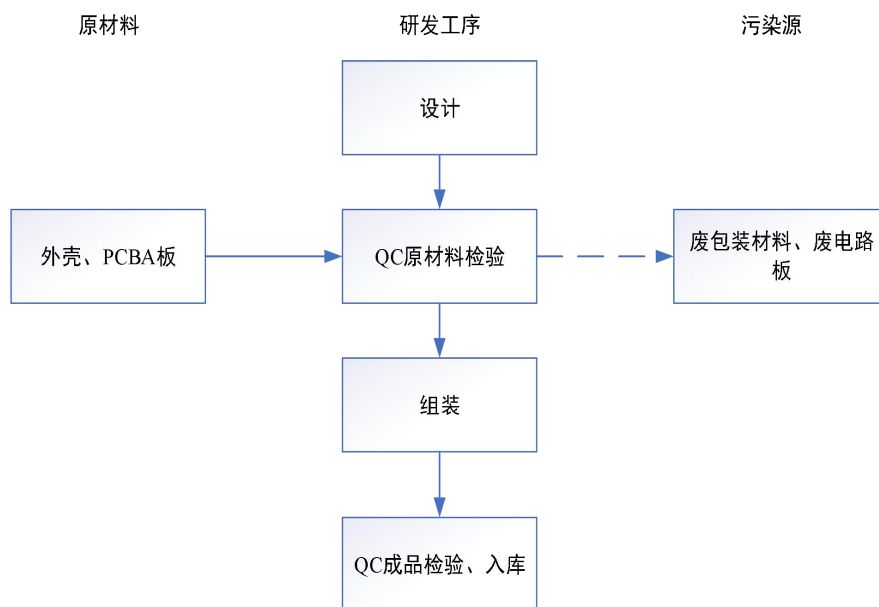 原材料
研发工序
污染源
设计
外壳、PCBA板
QC原材料检验
废包装材料、废电路
板
组装
QC成品检验、入库